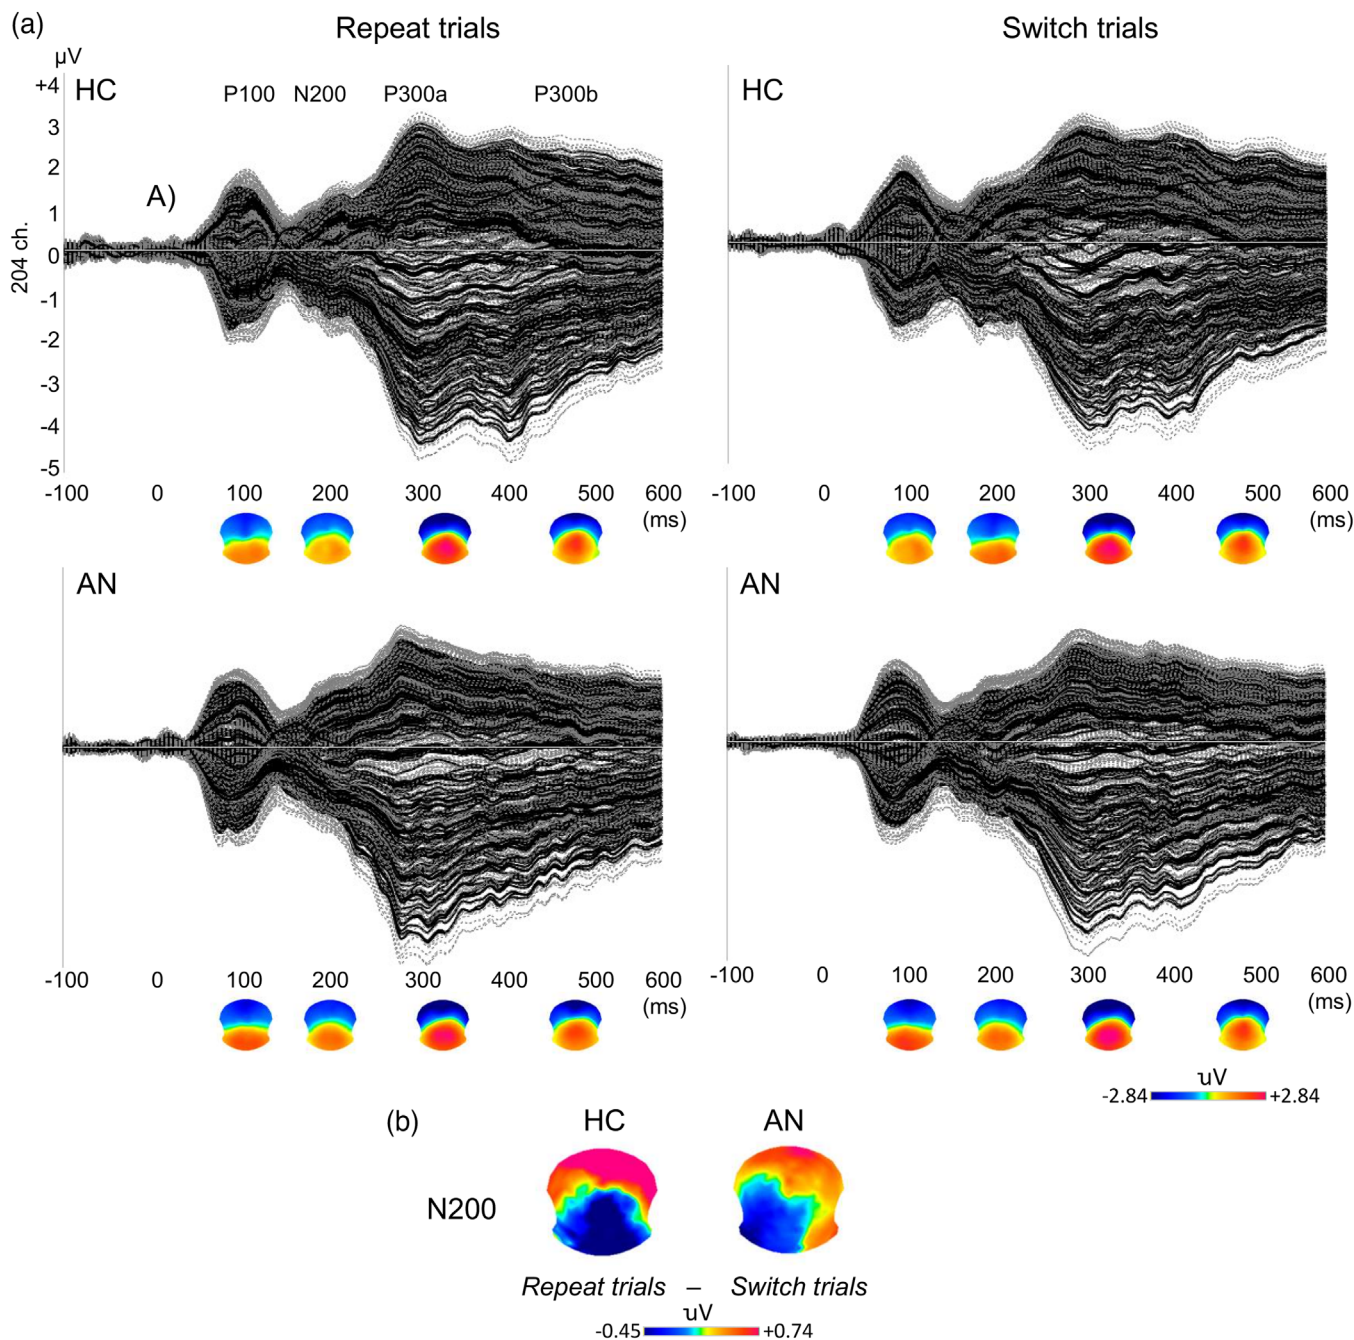 (a)
Repeat trials
Switch trials
µV
+4
3
2
1
0
-1
-2
-3
-4
-5
204 ch.
HC
P100
N200
P300a
P300b
A)
HC
-100 0 100 200 300 400 500 600
(ms)
-100 0 100 200 300 400 500 600
(ms)
AN
AN
-100 0 100 200 300 400 500 600
(ms)
-100 0 100 200 300 400 500 600
(ms)
uV
-2.84 +2.84
(b)
HC
AN
N200
Repeat trials – Switch trials
uV
-0.45 +0.74